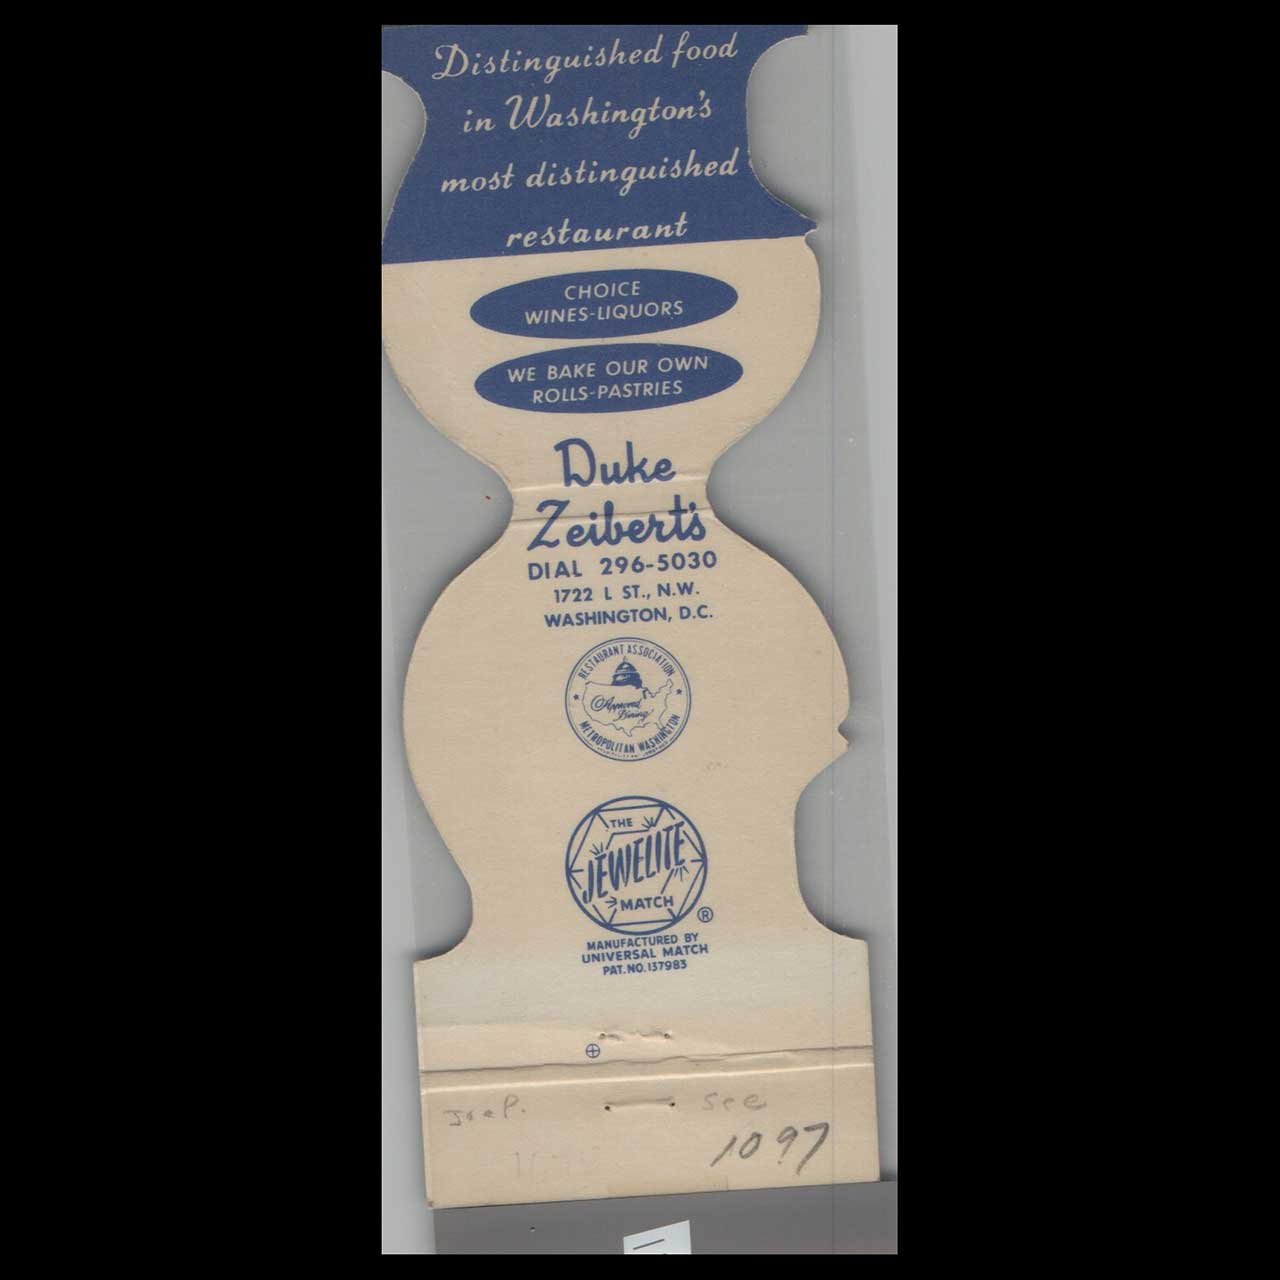 Distinguished food
in Washington's
most distinguished
restaurant
CHOICE
WINES-LIQUORS
WE BAKE OUR OWN
ROLLS-PASTRIES
Duke
Zeibert's
DIAL 296-5030
1722 L ST., N.W.
WASHINGTON, D.C.
RESTAURANT ASSOCIATION
Approved
Dining
METROPOLITAN WASHINGTON
THE
JEWELITE
MATCH
®
MANUFACTURED BY
UNIVERSAL MATCH
PAT. NO. 137983
see
1097